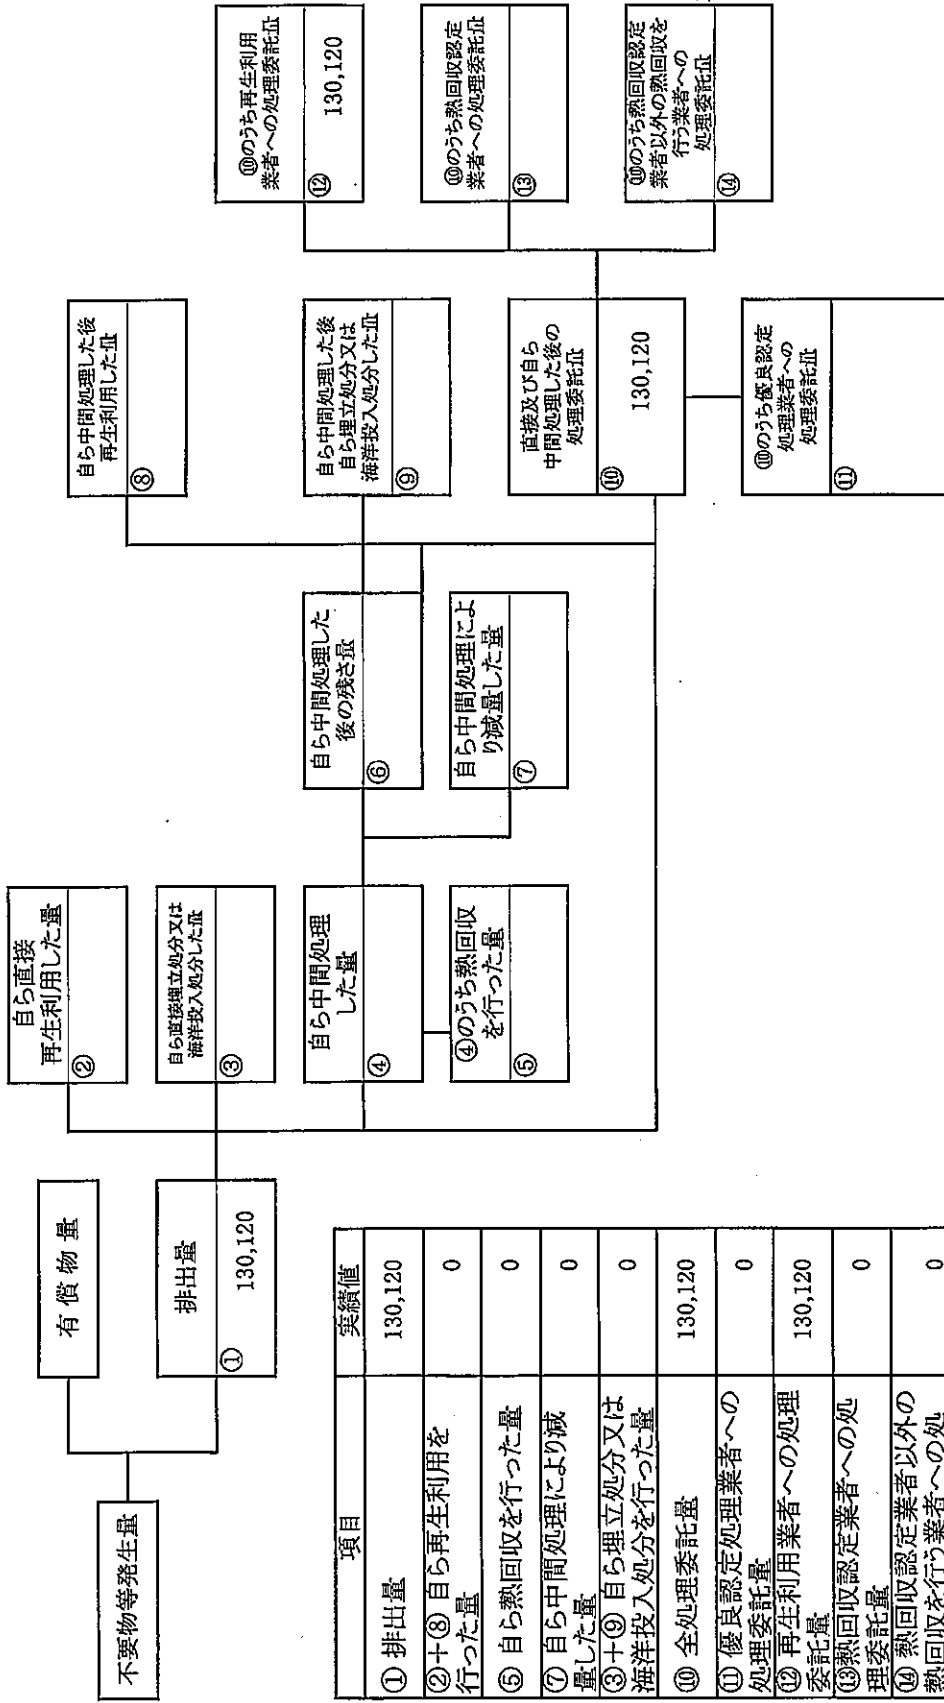 不要物等発生量
有償物量
排出量
①
130,120
自ら直接
再生利用した量
②
自ら直接埋立処分又は
海洋投入処分した量
③
自ら中間処理
した量
④
④のうち熱回収
を行った量
⑤
自ら中間処理した
後の残さ量
⑥
自ら中間処理によ
り減量した量
⑦
自ら中間処理した後
再生利用した量
⑧
自ら中間処理した後
自ら埋立処分又は
海洋投入処分した量
⑨
直接及び自ら
中間処理した後の
処理委託量
⑩
130,120
⑩のうち優良認定
処理業者への
処理委託量
⑪
⑩のうち再生利用
業者への処理委託量
⑫
130,120
⑩のうち熱回収認定
業者への処理委託量
⑬
⑩のうち熱回収認定
業者以外の熱回収を
行う業者への
処理委託量
⑭
項目 実績値
① 排出量 130,120
②+⑧ 自ら再生利用を
行った量 0
⑤ 自ら熱回収を行った量 0
⑦ 自ら中間処理により減
量した量 0
③+⑨ 自ら埋立処分又は
海洋投入処分を行った量 0
⑩ 全処理委託量 130,120
⑪ 優良認定処理業者への
処理委託量 0
⑫ 再生利用業者への処理
委託量 130,120
⑬熱回収認定業者への処
理委託量 0
⑭ 熱回収認定業者以外の
熱回収を行う業者への処 0